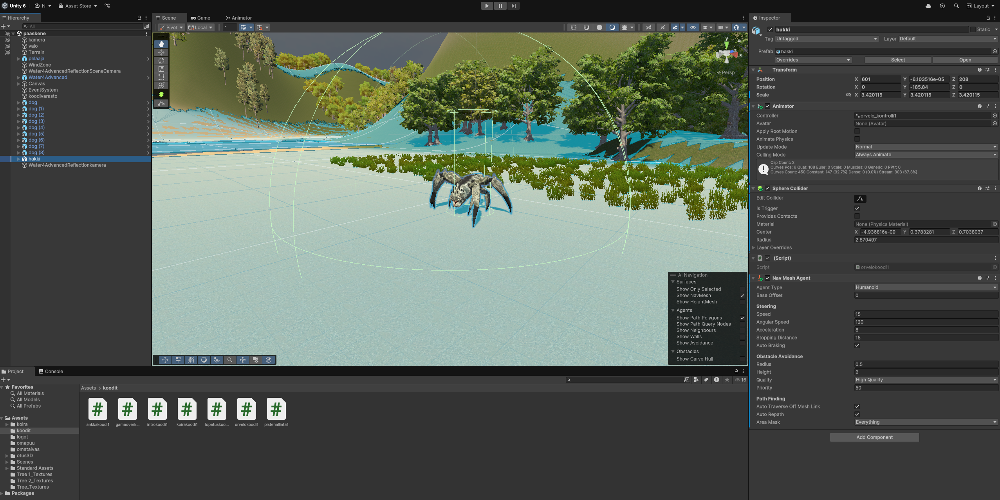 Unity 6 N Asset Store Layout
Hierarchy
All
paaskene
kamera
valo
Terrain
pelaaja
WindZone
Water4AdvancedReflectionSceneCamera
Water4Advanced
Canvas
EventSystem
koodivarasto
dog
dog (1)
dog (2)
dog (3)
dog (4)
dog (5)
dog (6)
dog (7)
dog (8)
hakki
Water4AdvancedReflectionkamera
Scene Game Animator
Pivot Local 1 2D
y
z
x
Persp
AI Navigation
Surfaces
Show Only Selected
Show NavMesh
Show HeightMesh
Agents
Show Path Polygons
Show Path Query Nodes
Show Neighbours
Show Walls
Show Avoidance
Obstacles
Show Carve Hull
Inspector
hakki Static
Tag Untagged Layer Default
Prefab hakki
Overrides Select Open
Transform
Position X 601 Y -6.103516e-05 Z 208
Rotation X 0 Y -185.84 Z 0
Scale X 3.420115 Y 3.420115 Z 3.420115
Animator
Controller orvelo_kontrolli1
Avatar None (Avatar)
Apply Root Motion
Animate Physics
Update Mode Normal
Culling Mode Always Animate
Clip Count: 2
Curves Pos: 6 Quat: 108 Euler: 0 Scale: 0 Muscles: 0 Generic: 0 PPtr: 0
Curves Count: 450 Constant: 147 (32.7%) Dense: 0 (0.0%) Stream: 303 (67.3%)
Sphere Collider
Edit Collider
Is Trigger
Provides Contacts
Material None (Physics Material)
Center X -4.936816e-09 Y 0.3783281 Z 0.7038037
Radius 2.879497
Layer Overrides
# (Script)
Script orvelokoodi1
Nav Mesh Agent
Agent Type Humanoid
Base Offset 0
Steering
Speed 15
Angular Speed 120
Acceleration 8
Stopping Distance 15
Auto Braking
Obstacle Avoidance
Radius 0.5
Height 2
Quality High Quality
Priority 50
Path Finding
Auto Traverse Off Mesh Link
Auto Repath
Area Mask Everything
Add Component
Project Console
16
Favorites
All Materials
All Models
All Prefabs
Assets
koira
koodit
logot
omapuu
omataivas
otus3D
Scenes
Standard Assets
Tree 1_Textures
Tree 2_Textures
Tree_Textures
Packages
Assets > koodit
# # # # # # #
ankkakoodi1 gameoverk... introkoodi1 koirakoodi1 lopetuskoo... orvelokoodi1 pistehallinta1